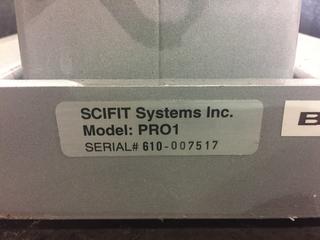 SCIFIT Systems Inc.
Model: PRO1
SERIAL# 610-007517
B